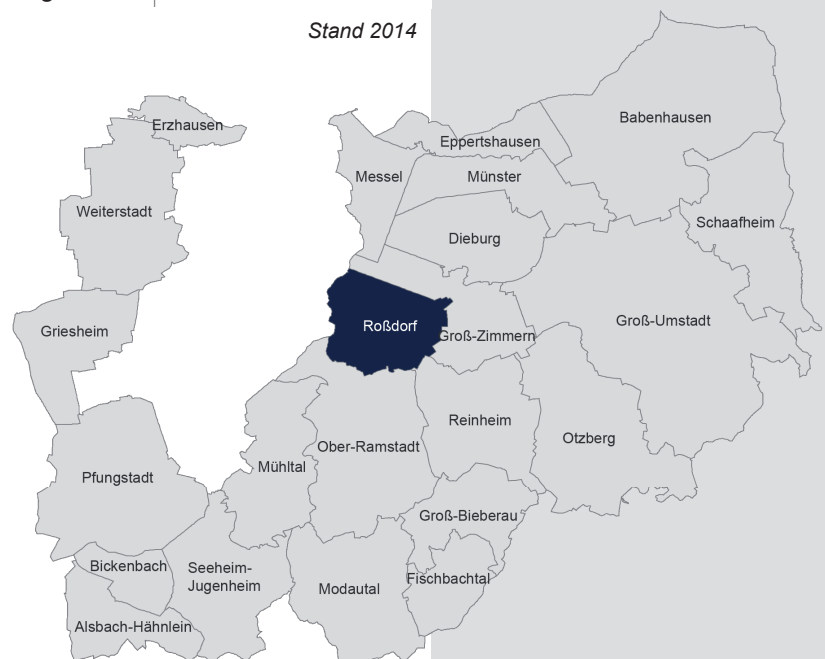 Stand 2014
Erzhausen
Babenhausen
Eppertshausen
Messel
Münster
Weiterstadt
Schaafheim
Dieburg
Griesheim
Roßdorf
Groß-Zimmern
Groß-Umstadt
Reinheim
Otzberg
Ober-Ramstadt
Mühltal
Pfungstadt
Groß-Bieberau
Bickenbach
Seeheim-
Jugenheim
Fischbachtal
Modautal
Alsbach-Hähnlein